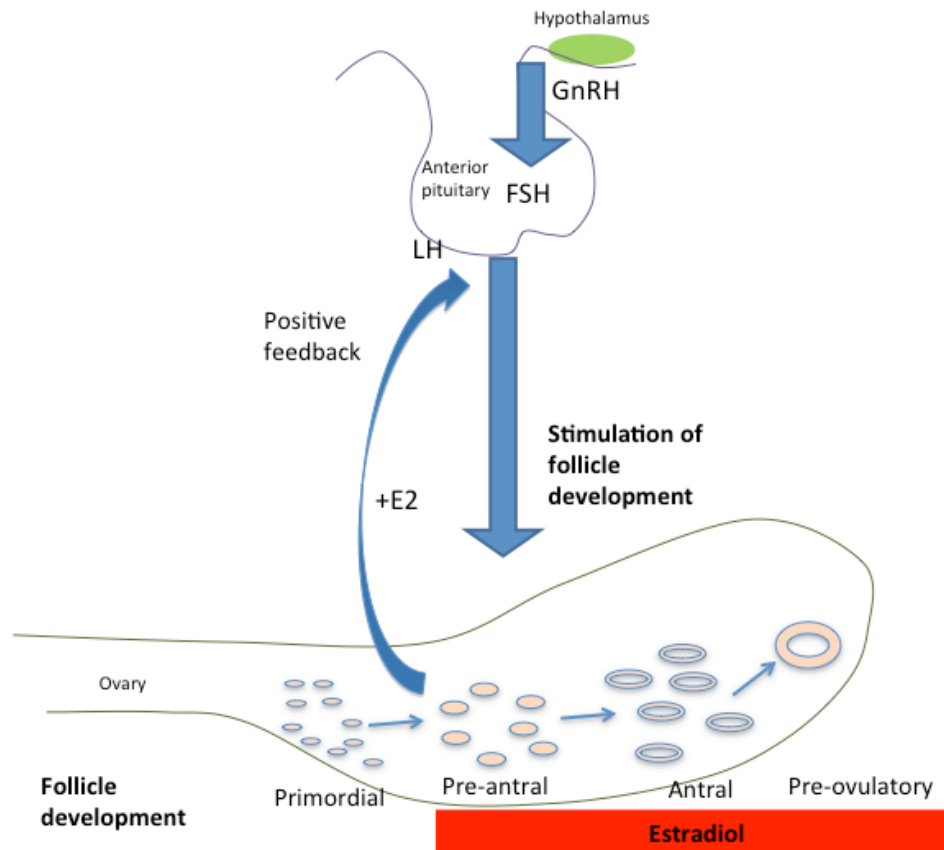 Hypothalamus
GnRH
Anterior
pituitary
FSH
LH
Positive
feedback
Stimulation of
follicle
development
+E2
Ovary
Follicle
development
Primordial
Pre-antral
Antral
Pre-ovulatory
Estradiol